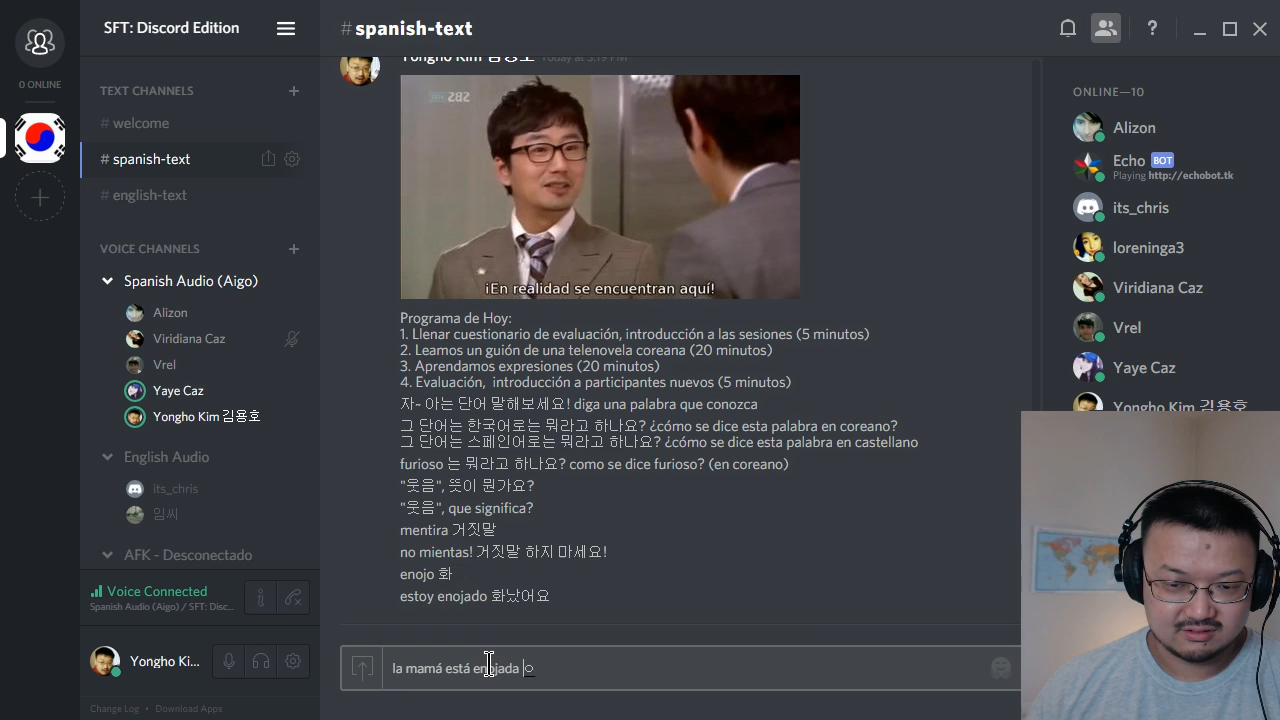 SFT: Discord Edition
#spanish-text
0 ONLINE
TEXT CHANNELS
# welcome
# spanish-text
# english-text
VOICE CHANNELS
Spanish Audio (Aigo)
Alizon
Viridiana Caz
Vrel
Yaye Caz
Yongho Kim 김용호
English Audio
its_chris
임씨
AFK - Desconectado
Voice Connected
Spanish Audio (Aigo) / SFT: Disc...
Yongho Ki...
Change Log • Download Apps
Yongho Kim 김용호 Today at 3:19 PM
SBS
¡En realidad se encuentran aquí!
Programa de Hoy:
1. Llenar cuestionario de evaluación, introducción a las sesiones (5 minutos)
2. Leamos un guión de una telenovela coreana (20 minutos)
3. Aprendamos expresiones (20 minutos)
4. Evaluación, introducción a participantes nuevos (5 minutos)
자~ 아는 단어 말해보세요! diga una palabra que conozca
그 단어는 한국어로는 뭐라고 하나요? ¿cómo se dice esta palabra en coreano?
그 단어는 스페인어로는 뭐라고 하나요? ¿cómo se dice esta palabra en castellano
furioso 는 뭐라고 하나요? como se dice furioso? (en coreano)
"웃음", 뜻이 뭔가요?
"웃음", que significa?
mentira 거짓말
no mientas! 거짓말 하지 마세요!
enojo 화
estoy enojado 화났어요
la mamá está enojada ㅇ
ONLINE—10
Alizon
Echo BOT
Playing http://echobot.tk
its_chris
loreninga3
Viridiana Caz
Vrel
Yaye Caz
Yongho Kim 김용호